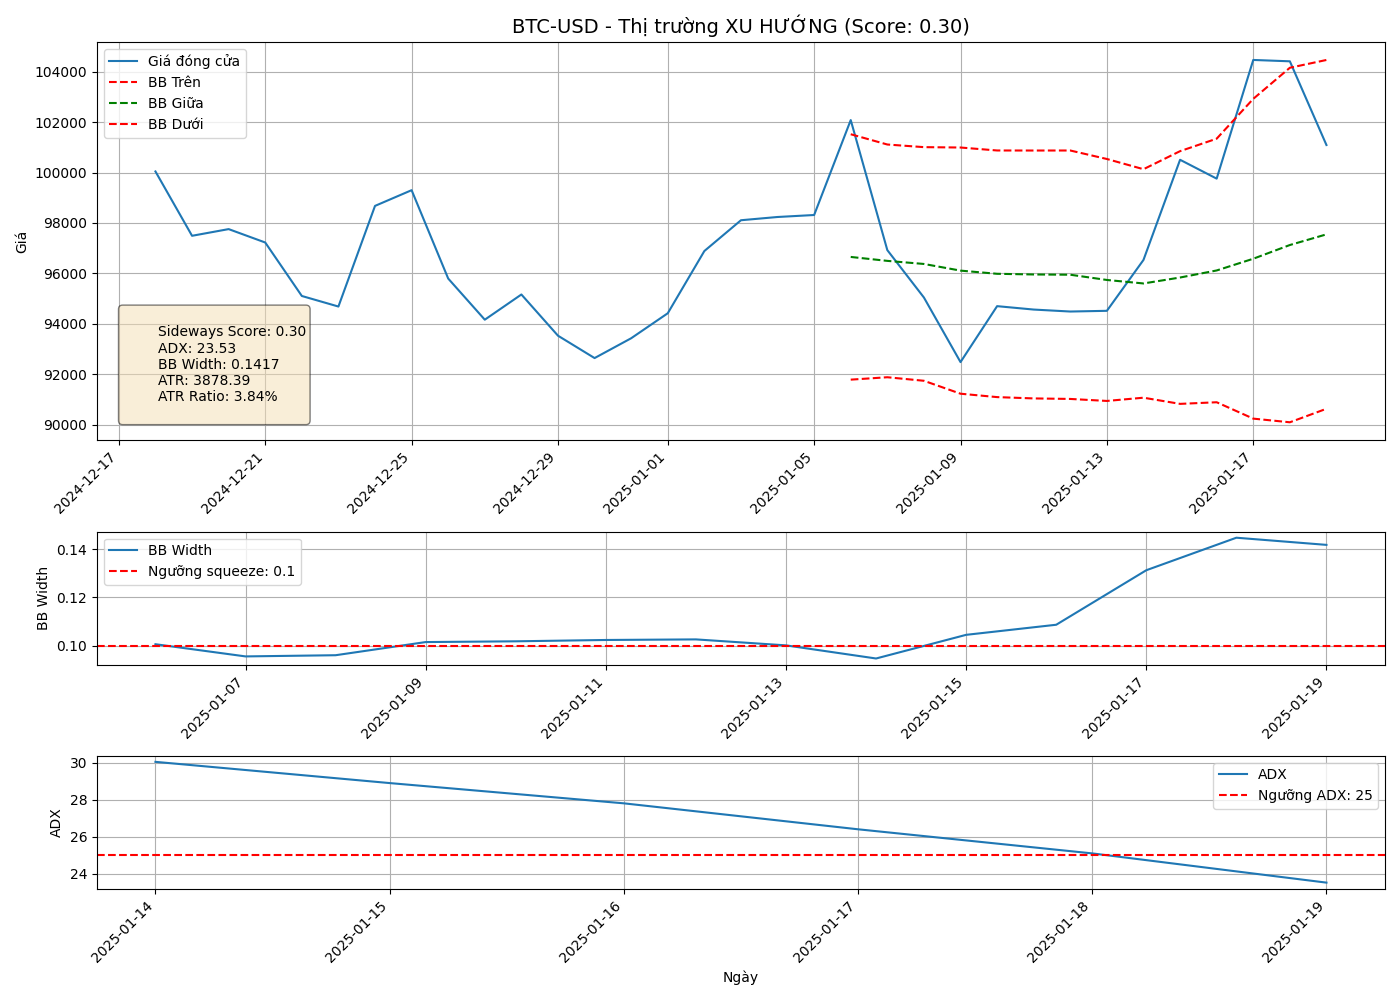 BTC-USD - Thị trường XU HƯỚNG (Score: 0.30)
Giá đóng cửa
BB Trên
BB Giữa
BB Dưới
104000
102000
100000
98000
96000
94000
92000
90000
Giá
Sideways Score: 0.30
ADX: 23.53
BB Width: 0.1417
ATR: 3878.39
ATR Ratio: 3.84%
2024-12-17
2024-12-21
2024-12-25
2024-12-29
2025-01-01
2025-01-05
2025-01-09
2025-01-13
2025-01-17
BB Width
Ngưỡng squeeze: 0.1
0.14
0.12
0.10
BB Width
2025-01-07
2025-01-09
2025-01-11
2025-01-13
2025-01-15
2025-01-17
2025-01-19
ADX
Ngưỡng ADX: 25
30
28
26
24
ADX
2025-01-14
2025-01-15
2025-01-16
2025-01-17
2025-01-18
2025-01-19
Ngày